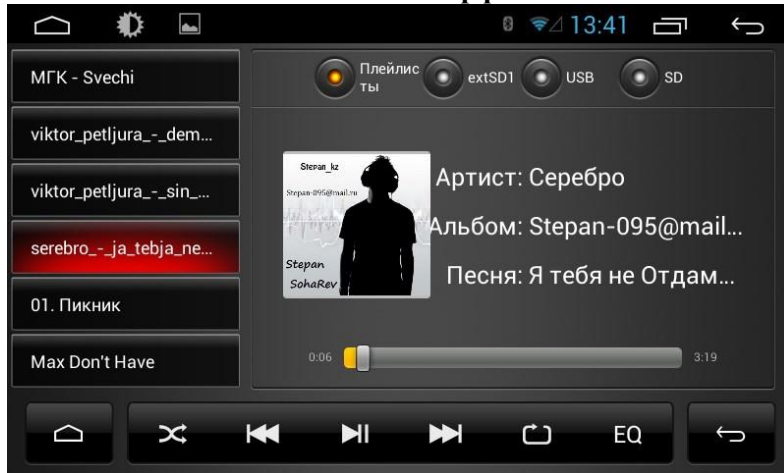 13:41
МГК - Svechi
viktor_petljura_-_dem...
viktor_petljura_-_sin_...
serebro_-_ja_tebja_ne...
01. Пикник
Max Don't Have
Плейлис
ты
extSD1
USB
SD
Stepan_kz
Stepan-095@mail.ru
Stepan
SohaRev
Артист: Серебро
Альбом: Stepan-095@mail...
Песня: Я тебя не Отдам...
0:06
3:19
EQ